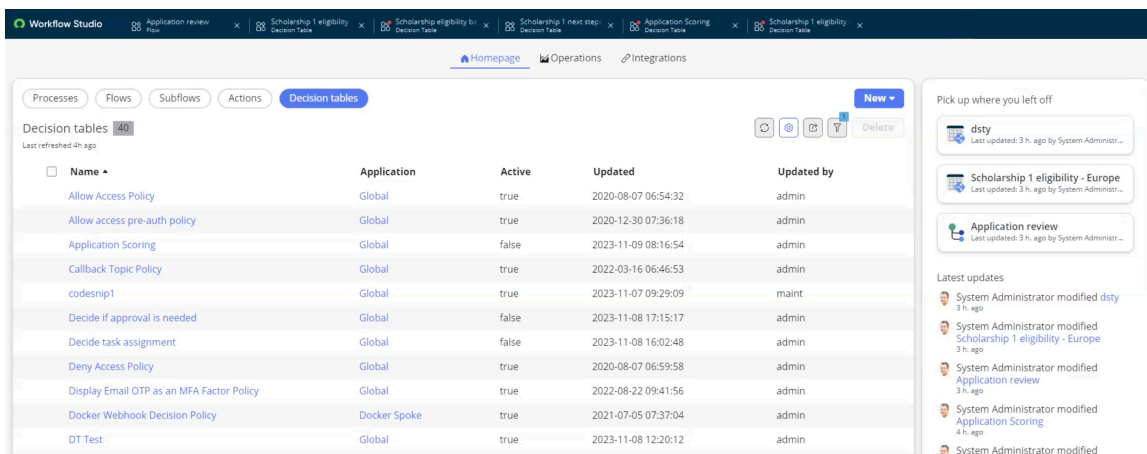 Workflow Studio
Application review
Flow
Scholarship 1 eligibility
Decision Table
Scholarship eligibility ba
Decision Table
Scholarship 1 next step
Decision Table
Application Scoring
Decision Table
Scholarship 1 eligibility
Decision Table
Homepage Operations Integrations
Processes Flows Subflows Actions Decision tables New
Decision tables 40
Last refreshed 4h ago
1
Delete
Name Application Active Updated Updated by
Allow Access Policy Global true 2020-08-07 06:54:32 admin
Allow access pre-auth policy Global true 2020-12-30 07:36:18 admin
Application Scoring Global false 2023-11-09 08:16:54 admin
Callback Topic Policy Global true 2022-03-16 06:46:53 admin
codesnip1 Global true 2023-11-07 09:29:09 maint
Decide if approval is needed Global false 2023-11-08 17:15:17 admin
Decide task assignment Global false 2023-11-08 16:02:48 admin
Deny Access Policy Global true 2020-08-07 06:59:58 admin
Display Email OTP as an MFA Factor Policy Global true 2022-08-22 09:41:56 admin
Docker Webhook Decision Policy Docker Spoke true 2021-07-05 07:37:04 admin
DT Test Global true 2023-11-08 12:20:12 admin
Pick up where you left off
dsty
Last updated: 3 h. ago by System Administr...
Scholarship 1 eligibility - Europe
Last updated: 3 h. ago by System Administr...
Application review
Last updated: 3 h. ago by System Administr...
Latest updates
System Administrator modified dsty
3 h. ago
System Administrator modified
Scholarship 1 eligibility - Europe
3 h. ago
System Administrator modified
Application review
3 h. ago
System Administrator modified
Application Scoring
4 h. ago
System Administrator modified